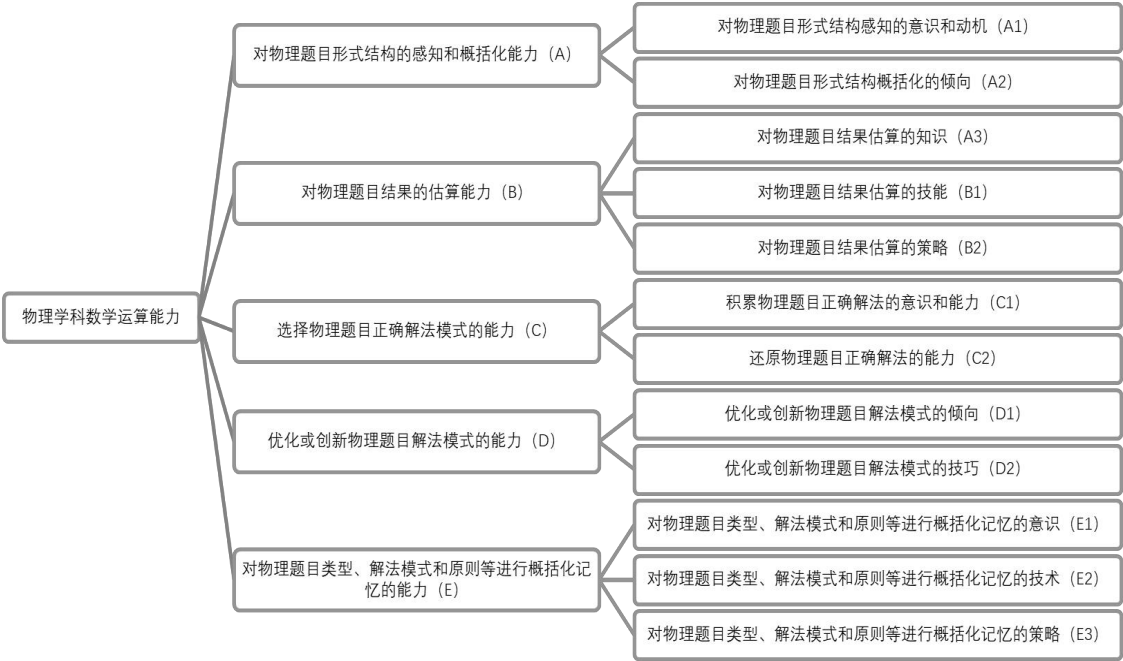 物理学科数学运算能力
对物理题目形式结构的感知和概括化能力（A）
对物理题目形式结构感知的意识和动机（A1）
对物理题目形式结构概括化的倾向（A2）
对物理题目结果的估算能力（B）
对物理题目结果估算的知识（A3）
对物理题目结果估算的技能（B1）
对物理题目结果估算的策略（B2）
选择物理题目正确解法模式的能力（C）
积累物理题目正确解法的意识和能力（C1）
还原物理题目正确解法的能力（C2）
优化或创新物理题目解法模式的能力（D）
优化或创新物理题目解法模式的倾向（D1）
优化或创新物理题目解法模式的技巧（D2）
对物理题目类型、解法模式和原则等进行概括化记
忆的能力（E）
对物理题目类型、解法模式和原则等进行概括化记忆的意识（E1）
对物理题目类型、解法模式和原则等进行概括化记忆的技术（E2）
对物理题目类型、解法模式和原则等进行概括化记忆的策略（E3）